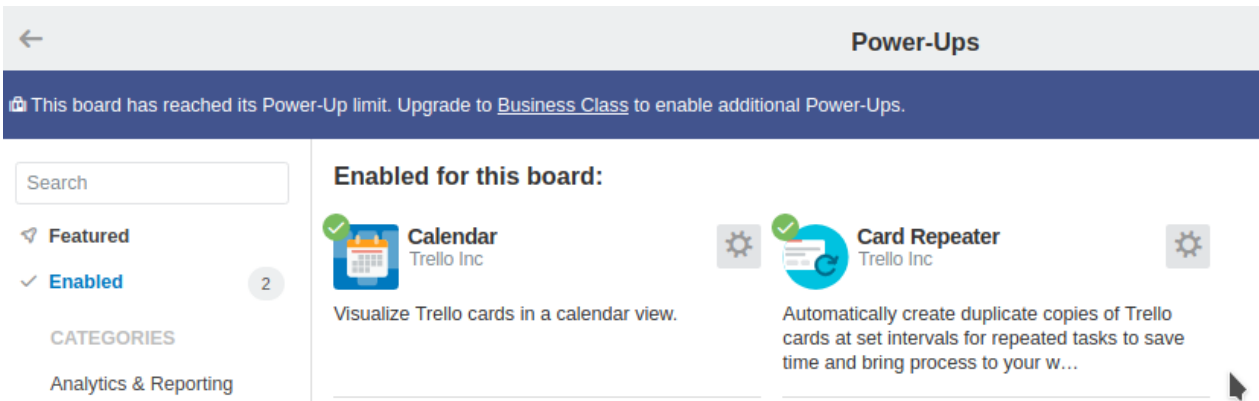 Power-Ups
This board has reached its Power-Up limit. Upgrade to Business Class to enable additional Power-Ups.
Search
Featured
Enabled
2
CATEGORIES
Analytics & Reporting
Enabled for this board:
Calendar
Trello Inc
Visualize Trello cards in a calendar view.
Card Repeater
Trello Inc
Automatically create duplicate copies of Trello
cards at set intervals for repeated tasks to save
time and bring process to your w…